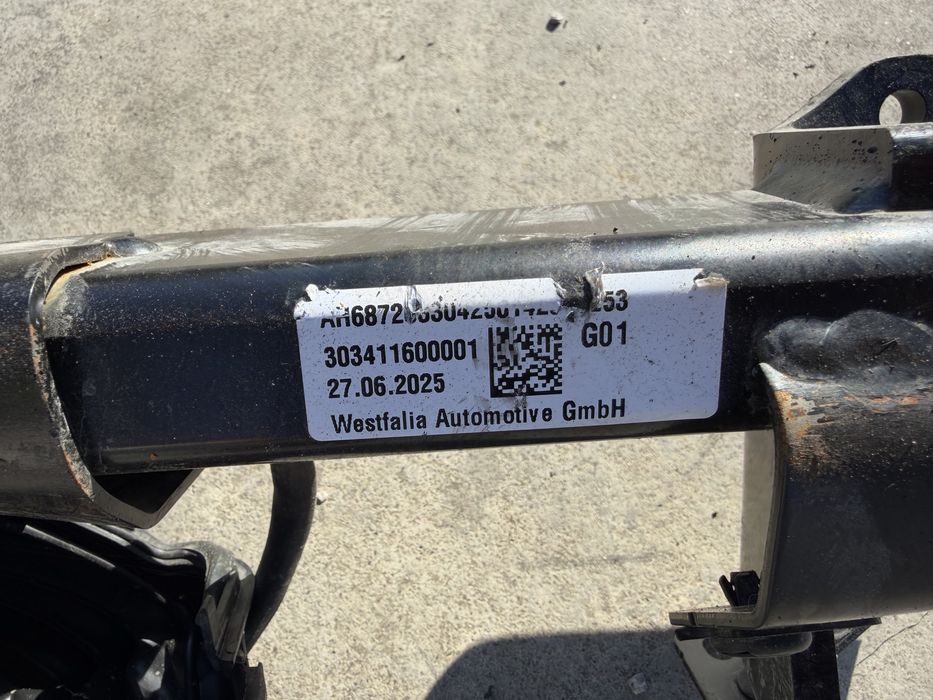 G01
303411600001
27.06.2025
Westfalia Automotive GmbH